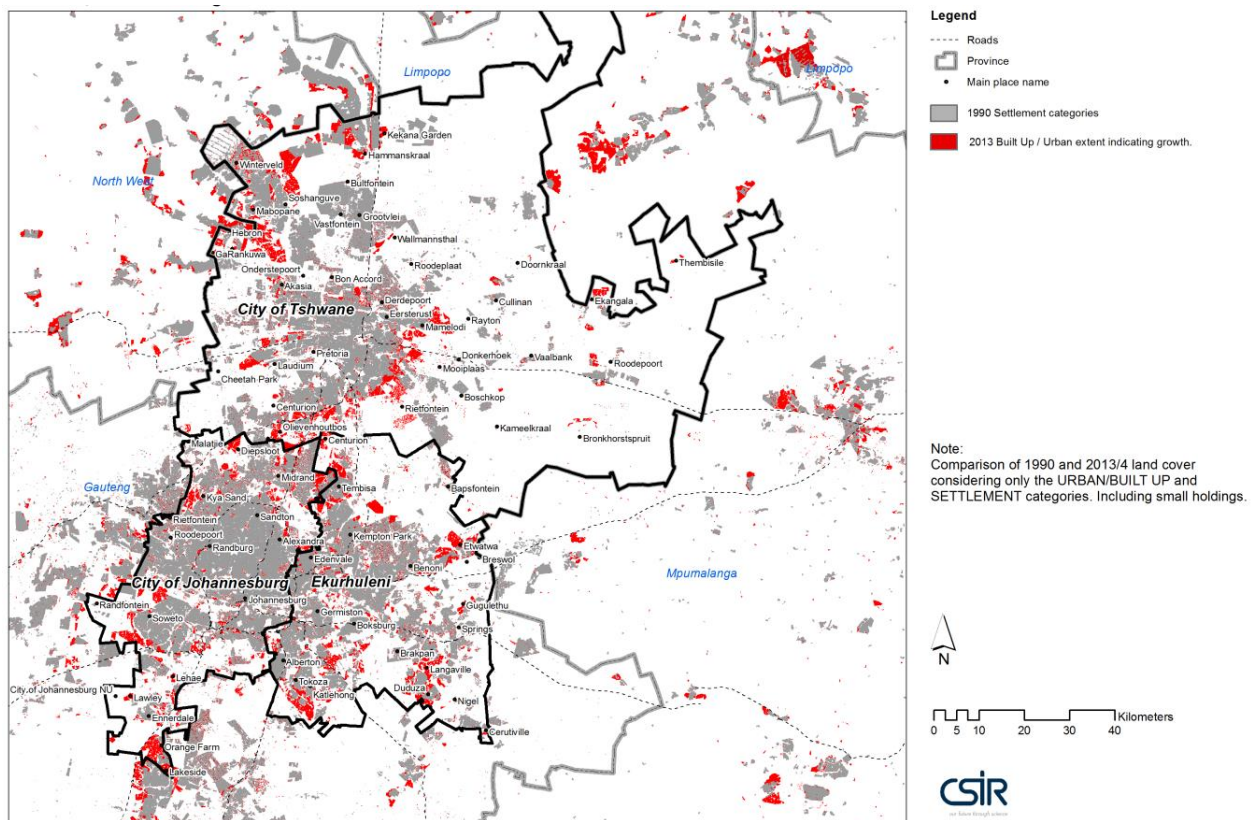 Limpopo
Limpopo
Kekana Garden
Hammanskraal
Winterveld
North West
Bultfontein
Soshanguve
Mabopane
Grootvlei
Vastfontein
Hebron
Wallmannsthal
GaRankuwa
Roodeplaat
Doornkraal
Thembisile
Onderstepoort
Bon Accord
Akasia
Derdepoort
Cullinan
Ekangala
City of Tshwane
Eersterust
Mamelodi
Rayton
Pretoria
Donkerhoek
Vaalbank
Laudium
Mooiplaas
Roodepoort
Cheetah Park
Boschkop
Centurion
Rietfontein
Olievenhoutbos
Kameelkraal
Centurion
Bronkhorstspruit
Malatjie
Diepsloot
Gauteng
Midrand
Tembisa
Bapsfontein
Kya Sand
Rietfontein
Sandton
Roodepoort
Randburg
Alexandra
Kempton Park
Etwatwa
Edenvale
Breswol
Benoni
Mpumalanga
City of Johannesburg
Ekurhuleni
Randfontein
Johannesburg
Gugulethu
Soweto
Germiston
Boksburg
Springs
Brakpan
Alberton
Langaville
Lehae
Tokoza
City of Johannesburg NU
Lawley
Katlehong
Duduza
Nigel
Ennerdale
Cerutiville
Orange Farm
Lakeside
Legend
Roads
Province
Main place name
1990 Settlement categories
2013 Built Up / Urban extent indicating growth.
Note:
Comparison of 1990 and 2013/4 land cover
considering only the URBAN/BUILT UP and
SETTLEMENT categories. Including small holdings.
N
Kilometers
0 5 10 20 30 40
CSIR
our future through science